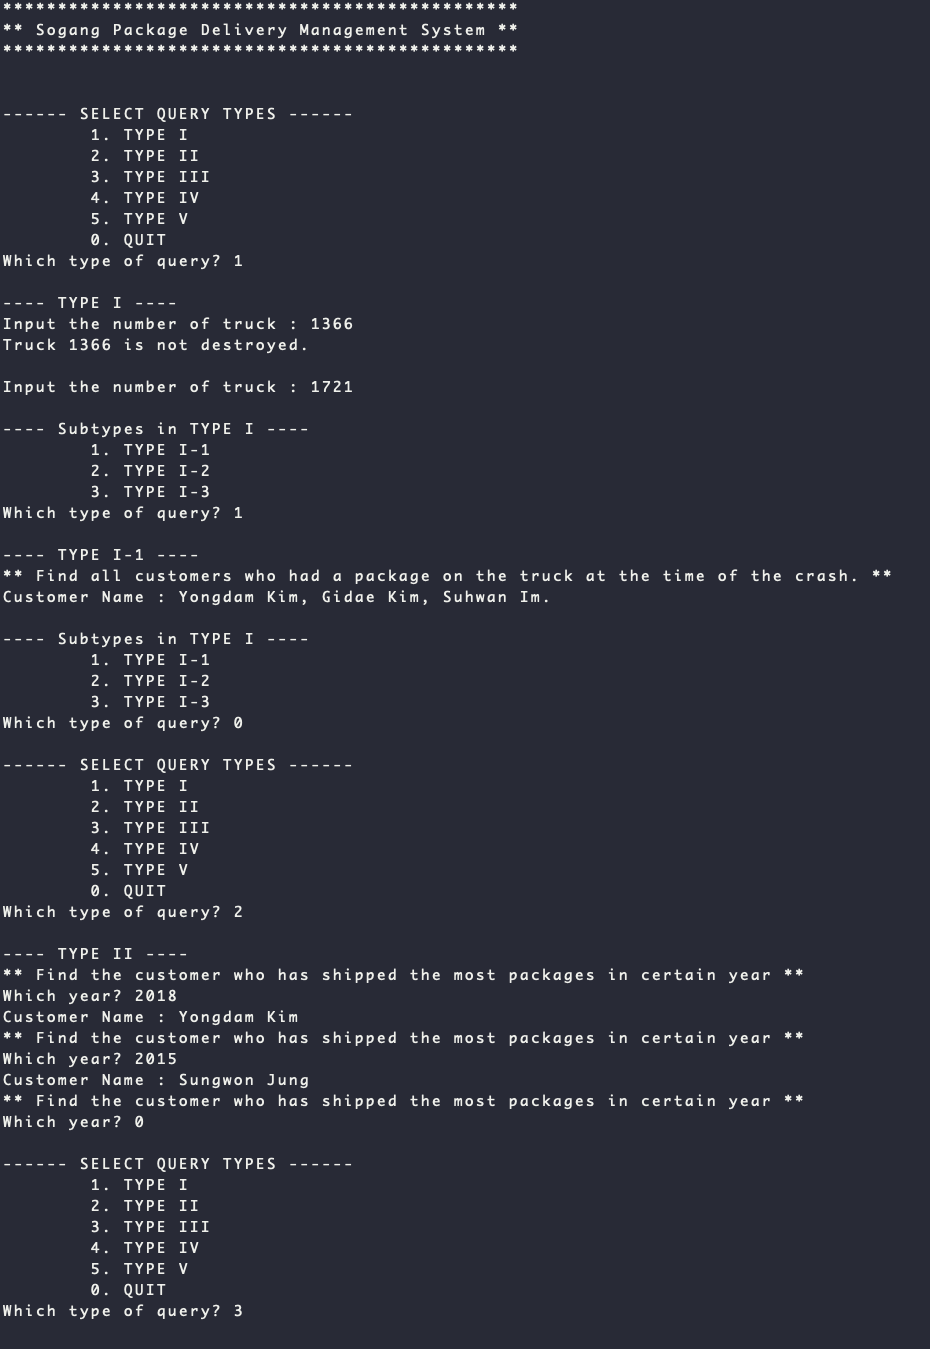 ***********************************************
** Sogang Package Delivery Management System **
***********************************************
------ SELECT QUERY TYPES ------
1. TYPE I
2. TYPE II
3. TYPE III
4. TYPE IV
5. TYPE V
0. QUIT
Which type of query? 1
---- TYPE I ----
Input the number of truck : 1366
Truck 1366 is not destroyed.
Input the number of truck : 1721
---- Subtypes in TYPE I ----
1. TYPE I-1
2. TYPE I-2
3. TYPE I-3
Which type of query? 1
---- TYPE I-1 ----
** Find all customers who had a package on the truck at the time of the crash. **
Customer Name : Yongdam Kim, Gidae Kim, Suhwan Im.
---- Subtypes in TYPE I ----
1. TYPE I-1
2. TYPE I-2
3. TYPE I-3
Which type of query? 0
------ SELECT QUERY TYPES ------
1. TYPE I
2. TYPE II
3. TYPE III
4. TYPE IV
5. TYPE V
0. QUIT
Which type of query? 2
---- TYPE II ----
** Find the customer who has shipped the most packages in certain year **
Which year? 2018
Customer Name : Yongdam Kim
** Find the customer who has shipped the most packages in certain year **
Which year? 2015
Customer Name : Sungwon Jung
** Find the customer who has shipped the most packages in certain year **
Which year? 0
------ SELECT QUERY TYPES ------
1. TYPE I
2. TYPE II
3. TYPE III
4. TYPE IV
5. TYPE V
0. QUIT
Which type of query? 3